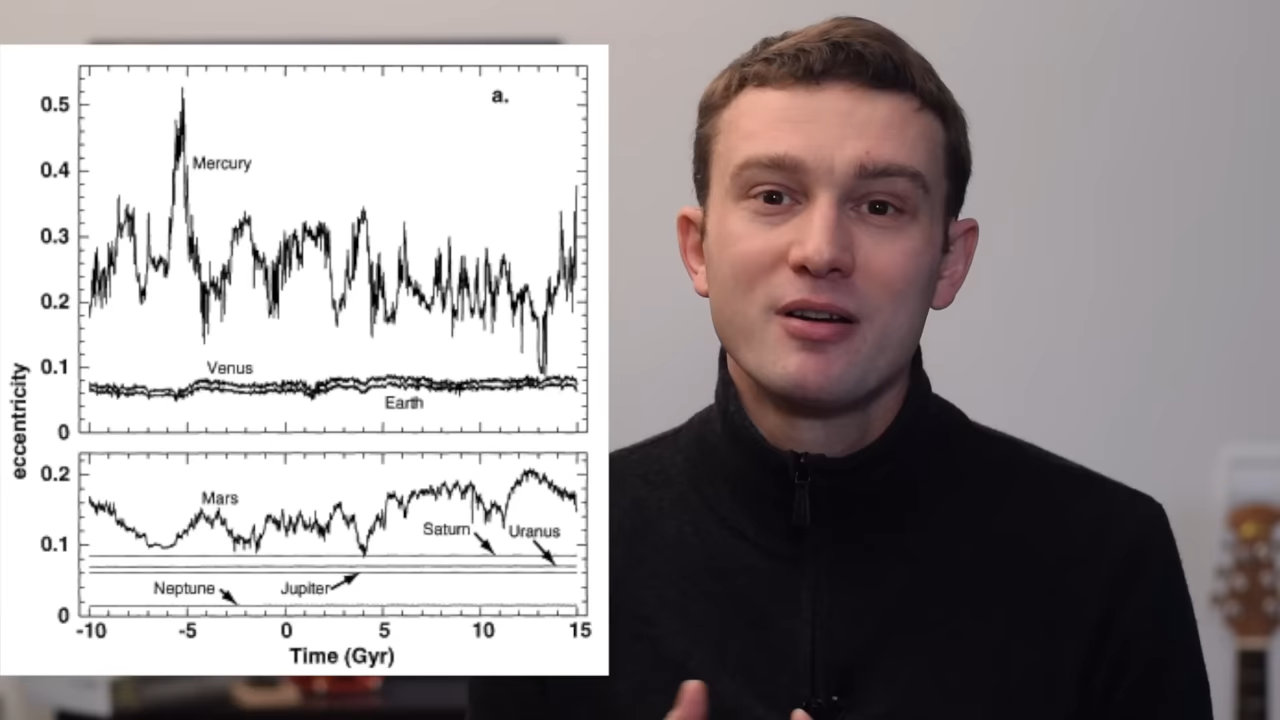 a.
0.5
Mercury
0.4
0.3
0.2
Venus
0.1
Earth
0
eccentricity
0.2
Mars
Saturn
Uranus
0.1
Neptune
Jupiter
0
-10 -5 0 5 10 15
Time (Gyr)